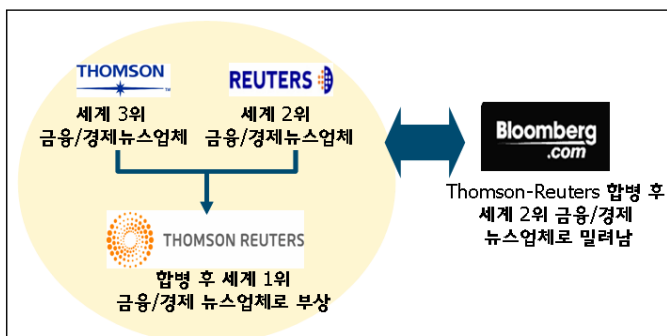 THOMSON
™
세계 3위
금융/경제뉴스업체
REUTERS
세계 2위
금융/경제뉴스업체
THOMSON REUTERS
합병 후 세계 1위
금융/경제 뉴스업체로 부상
Bloomberg
.com
Thomson-Reuters 합병 후
세계 2위 금융/경제
뉴스업체로 밀려남